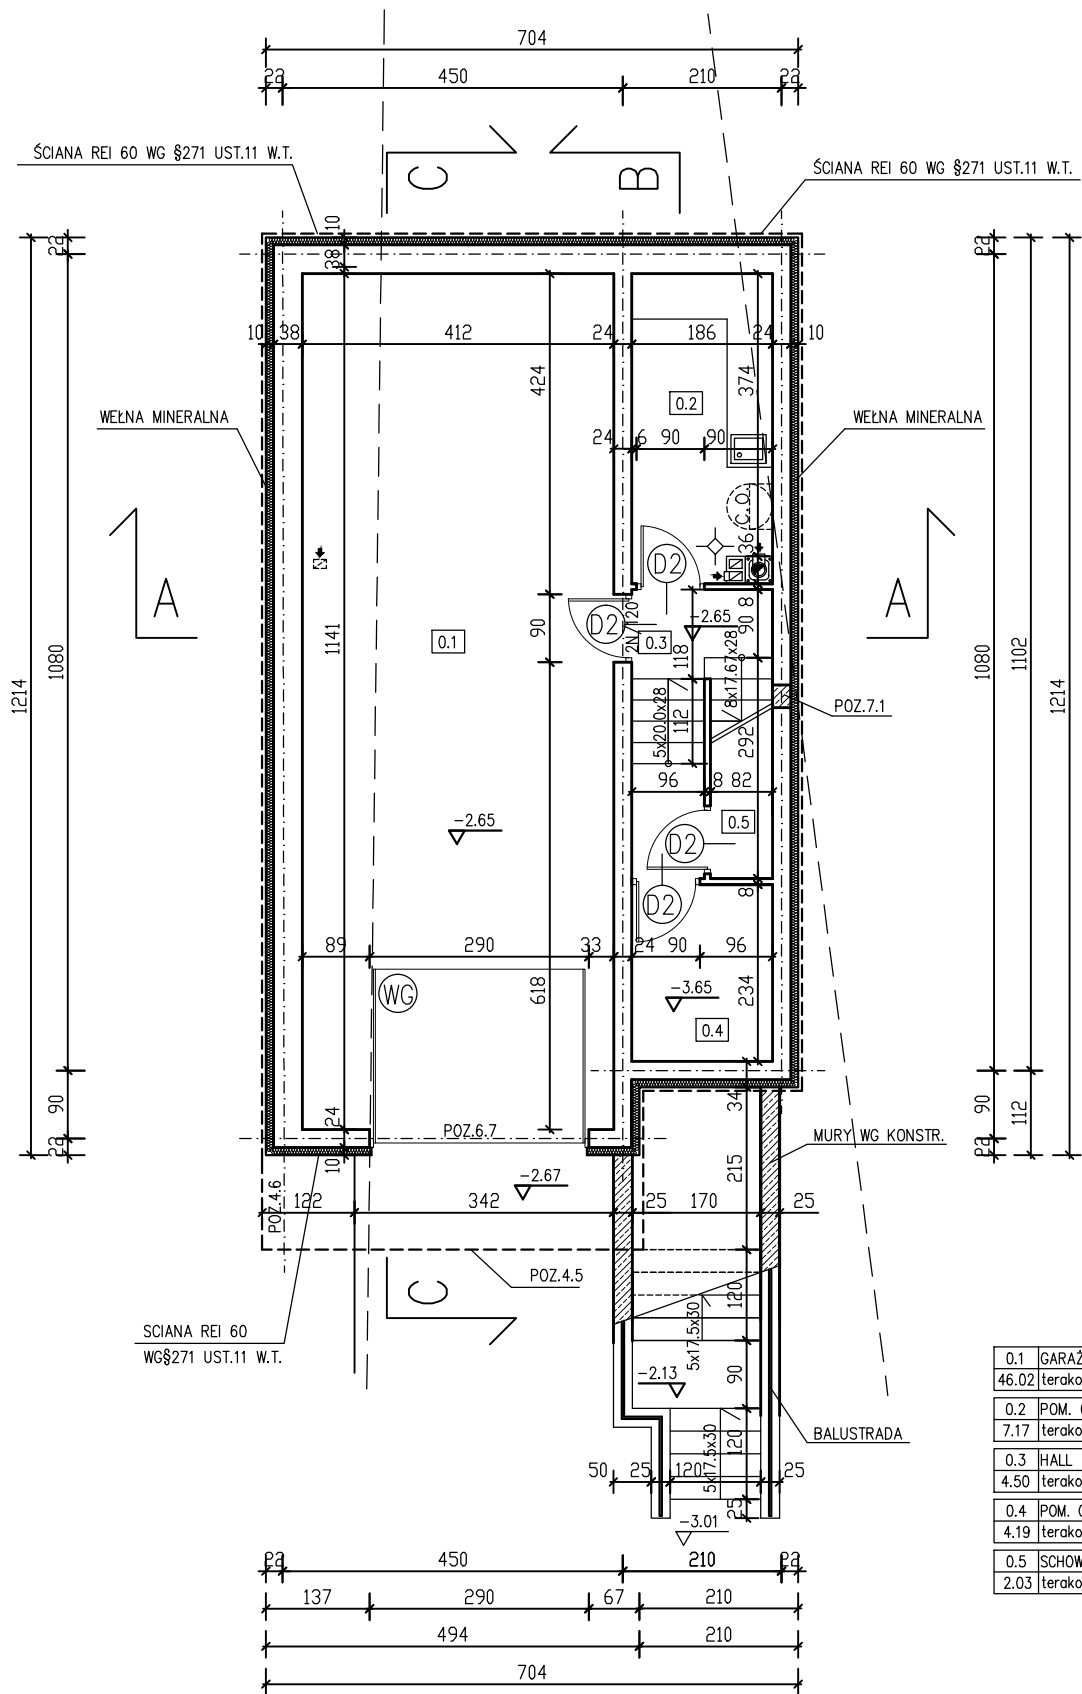 704
22 450 210 22
ŚCIANA REI 60 WG §271 UST.11 W.T.
C B
ŚCIANA REI 60 WG §271 UST.11 W.T.
10
38
22
22
10 38 412 24 186 24 10
424
374
0.2
WEŁNA MINERALNA
WEŁNA MINERALNA
24 6 90 90
C.O.
36
D2
A
A
1141
90
0.1
D2
2N 120
0.3
-2.65
8
90
118
8x17.67x28
5x20.0x28
112
292
POZ.7.1
1214
1080
1080
1102
1214
96 8 82
-2.65
0.5
D2
D2
8
89 290 33 24 90 96
WG
618
-3.65
234
0.4
90
22
24
10
POZ.6.7
34
90
112
22
MURY WG KONSTR.
215
-2.67
POZ.4.6
122 342 25 170 25
POZ.4.5
C
120
5x17.5x30
SCIANA REI 60
WG§271 UST.11 W.T.
-2.13
90
BALUSTRADA
120
5x17.5x30
50 25 120 25
25
-3.01
0.1 GARAŻ
46.02 terako
0.2 POM.
7.17 terako
0.3 HALL
4.50 terako
0.4 POM.
4.19 terako
0.5 SCHOW
2.03 terako
22 450 210 22
137 290 67 210
494 210
704